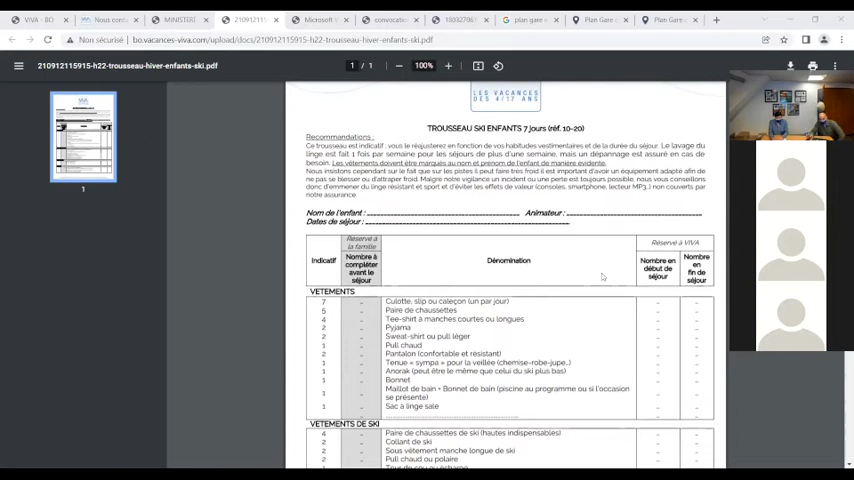 VIVA - BO
Nous cont
MINISTERE
210912115
Microsoft V
convocatio
plan gare
Plan Gare
Plan Gare
Non sécurisé bo.vacances-viva.com/upload/docs/210912115915-h22-trousseau-hiver-enfants-ski.pdf
210912115915-h22-trousseau-hiver-enfants-ski.pdf 1 / 1 100%
1
LES VACANCES
DES 4/17 ANS
TROUSSEAU SKI ENFANTS 7 jours (réf. 10-20)
Recommandations :
Ce trousseau est indicatif ; vous le réajusterez en fonction de vos habitudes vestimentaires et de la durée du séjour. Le lavage du
linge est fait 1 fois par semaine pour les séjours de plus d'une semaine, mais un dépannage est assuré en cas de
besoin. Les vêtements doivent être marqués au nom et prénom de l'enfant de manière évidente.
Nous insistons cependant sur le fait que sur les pistes il peut faire très froid il est important d'avoir un équipement adapté afin de
ne pas se blesser ou d'attraper froid. Malgré notre vigilance un incident ou une perte est toujours possible, nous vous conseillons
donc d'emmener du linge résistant et sport et d'éviter les effets de valeur (consoles, smartphone, lecteur MP3...) non couverts par
notre assurance.
Nom de l'enfant : Animateur :
Dates de séjour :
Indicatif
Réservé à
la famille
Nombre à
compléter
avant le
séjour
Dénomination
Réservé à VIVA
Nombre en
début de
séjour
Nombre
en
fin de
séjour
VETEMENTS
7 Culotte, slip ou caleçon (un par jour)
5 Paire de chaussettes
4 Tee-shirt à manches courtes ou longues
2 Pyjama
2 Sweat-shirt ou pull léger
1 Pull chaud
2 Pantalon (confortable et résistant)
1 Tenue « sympa » pour la veillée (chemise-robe-jupe...)
1 Anorak (peut être le même que celui du ski plus bas)
1 Bonnet
1 Maillot de bain + Bonnet de bain (piscine au programme ou si l'occasion
se présente)
1 Sac à linge sale
VETEMENTS DE SKI
4 Paire de chaussettes de ski (hautes indispensables)
2 Collant de ski
2 Sous vêtement manche longue de ski
2 Pull chaud ou polaire
1 Tour de cou ou écharpe